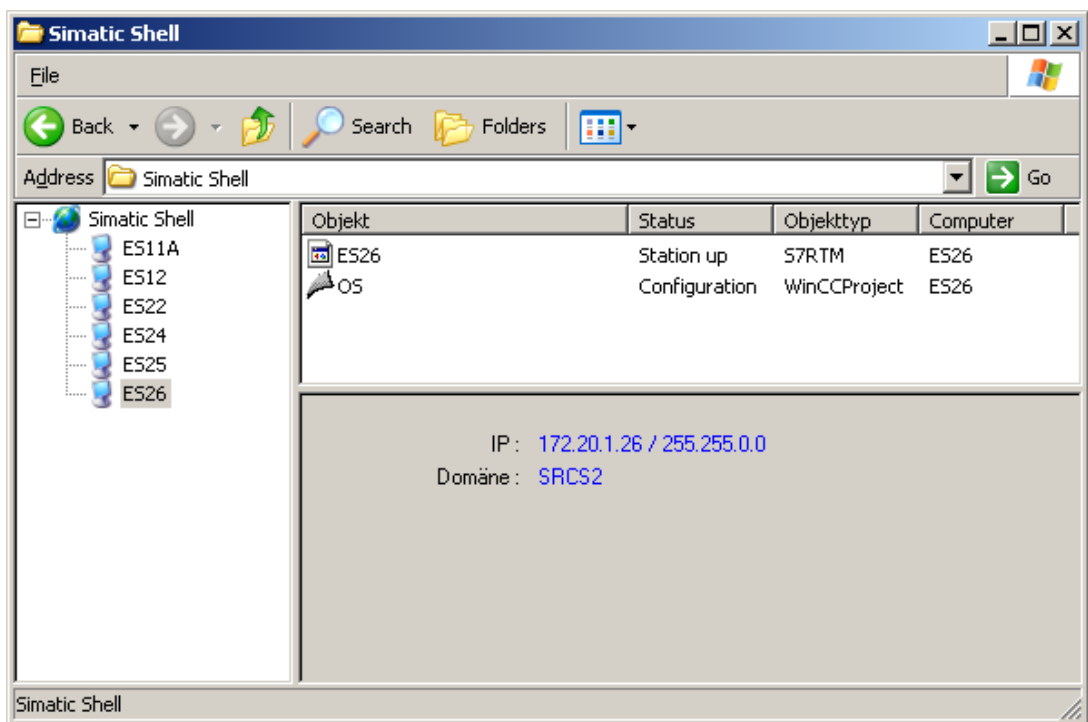 Simatic Shell
File
Back Search Folders
Address Simatic Shell Go
Simatic Shell
ES11A
ES12
ES22
ES24
ES25
ES26
Objekt Status Objekttyp Computer
ES26 Station up S7RTM ES26
OS Configuration WinCCProject ES26
IP : 172.20.1.26 / 255.255.0.0
Domäne : SRCS2
Simatic Shell